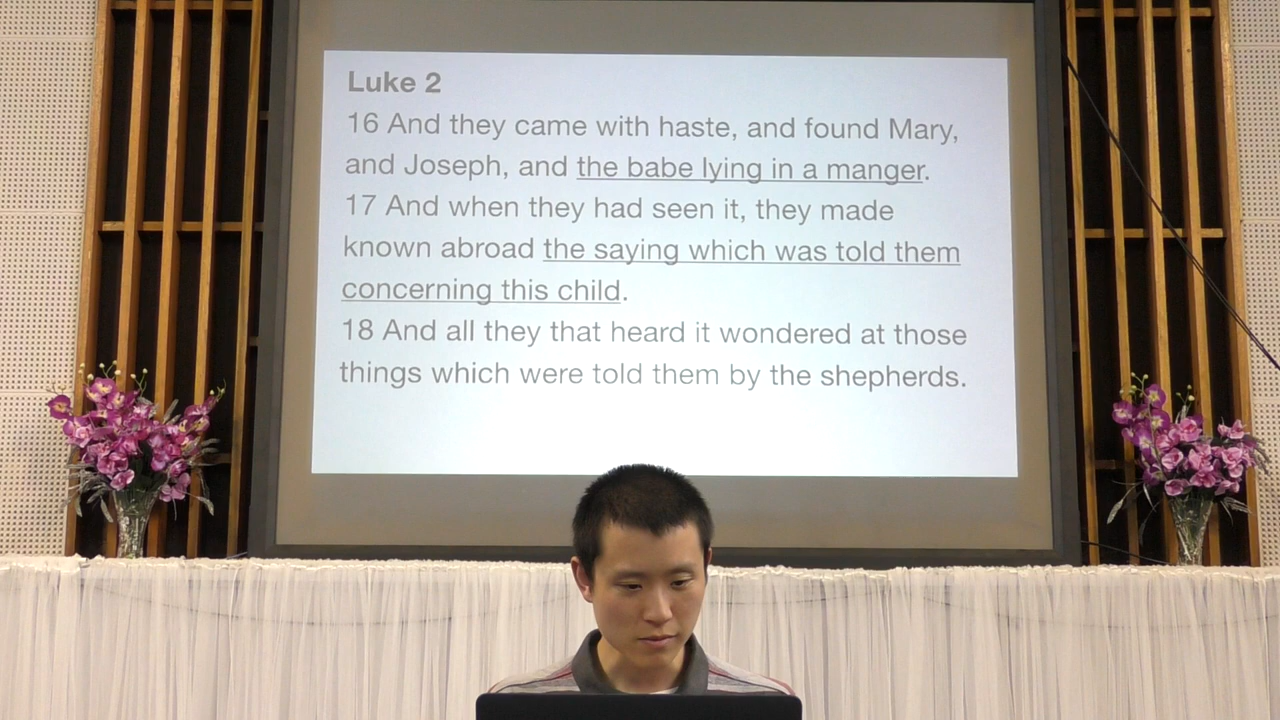 Luke 2
16 And they came with haste, and found Mary,
and Joseph, and the babe lying in a manger.
17 And when they had seen it, they made
known abroad the saying which was told them
concerning this child.
18 And all they that heard it wondered at those
things which were told them by the shepherds.